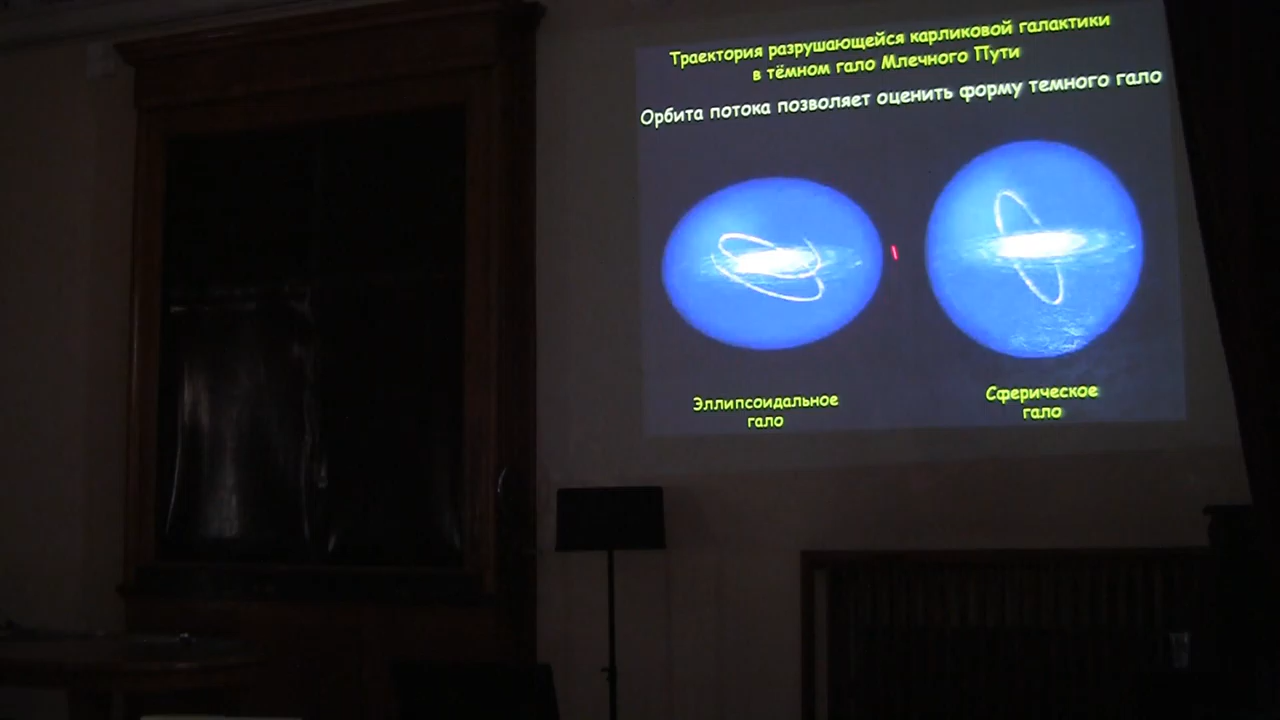 Траектория разрушающейся карликовой галактики
в тёмном гало Млечного Пути
Орбита потока позволяет оценить форму темного гало
Эллипсоидальное
гало
Сферическое
гало